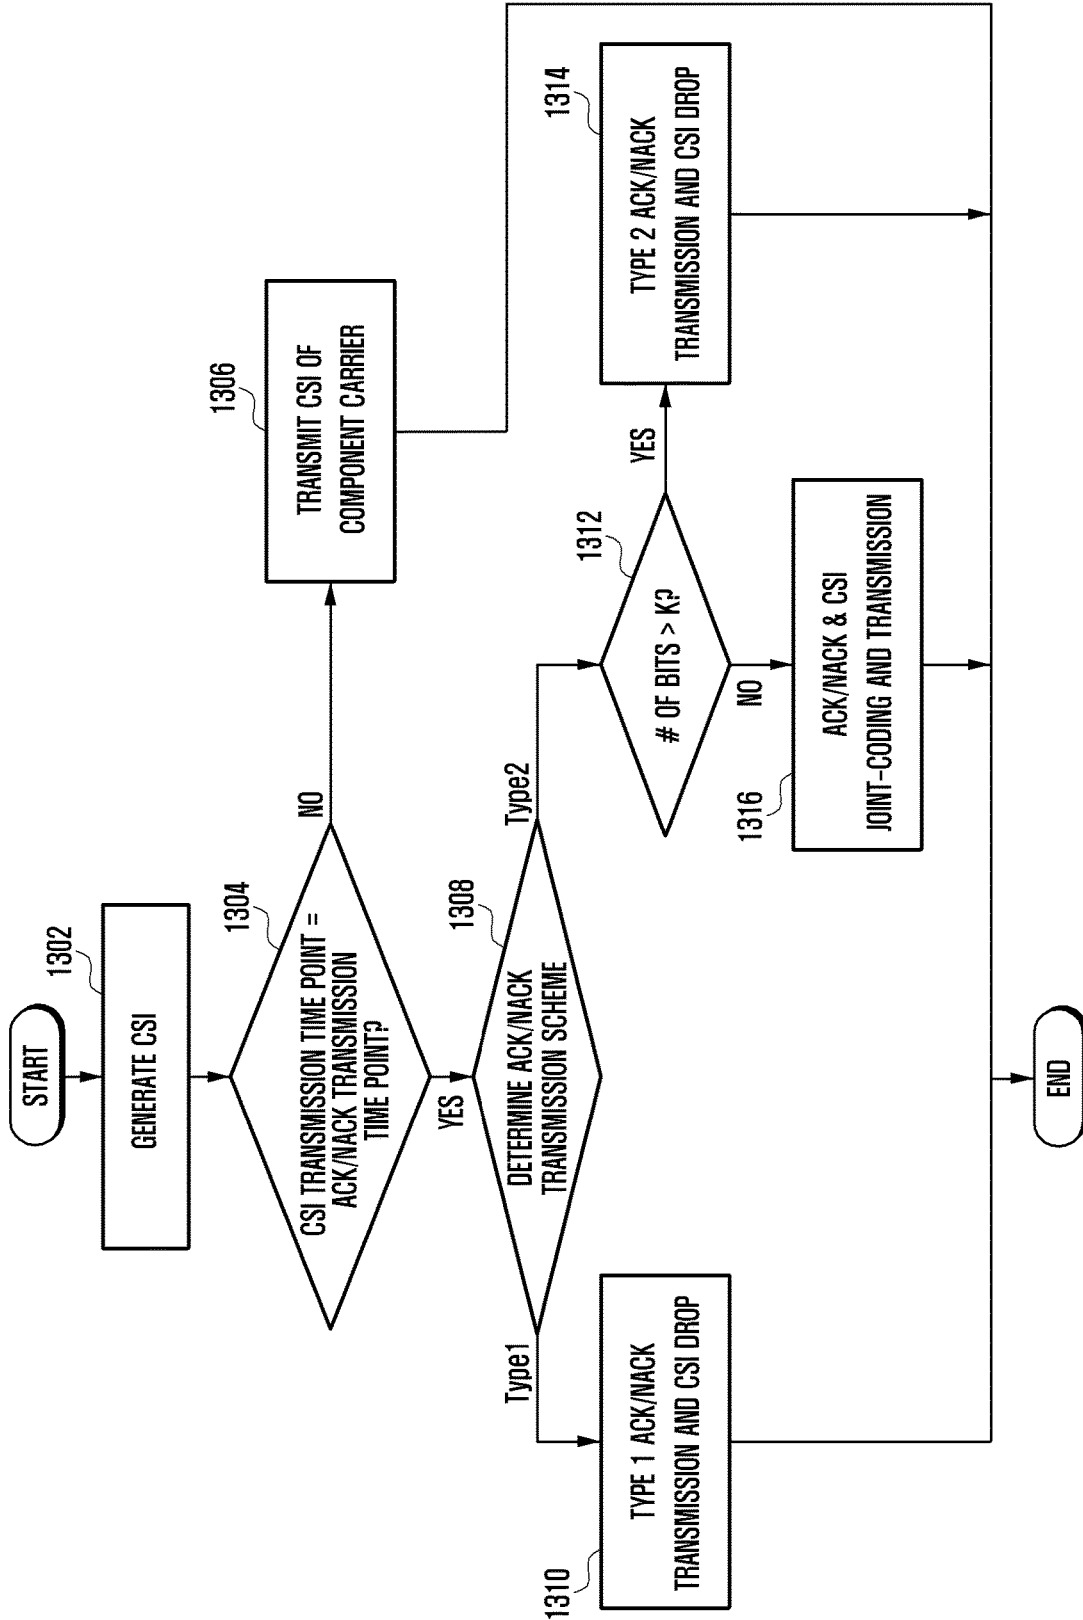 START
1302
GENERATE CSI
1304
CSI TRANSMISSION TIME POINT =
ACK/NACK TRANSMISSION
TIME POINT?
NO
YES
1306
TRANSMIT CSI OF
COMPONENT CARRIER
1308
DETERMINE ACK/NACK
TRANSMISSION SCHEME
Type1
Type2
1310
TYPE 1 ACK/NACK
TRANSMISSION AND CSI DROP
1312
# OF BITS > K?
YES
NO
1314
TYPE 2 ACK/NACK
TRANSMISSION AND CSI DROP
1316
ACK/NACK & CSI
JOINT-CODING AND TRANSMISSION
END